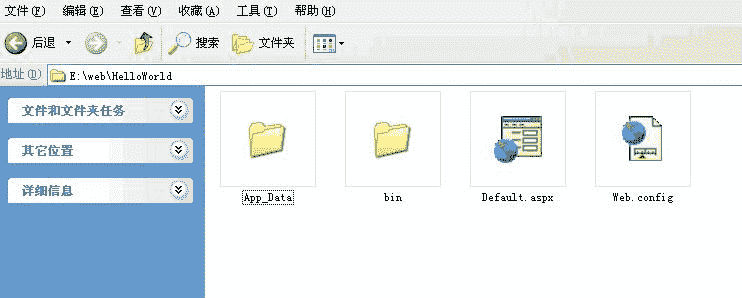 文件(F) 编辑(E) 查看(V) 收藏(A) 工具(T) 帮助(H)
后退 搜索 文件夹
地址(D) E:\web\HelloWorld
文件和文件夹任务
其它位置
详细信息
App_Data bin Default.aspx Web.config